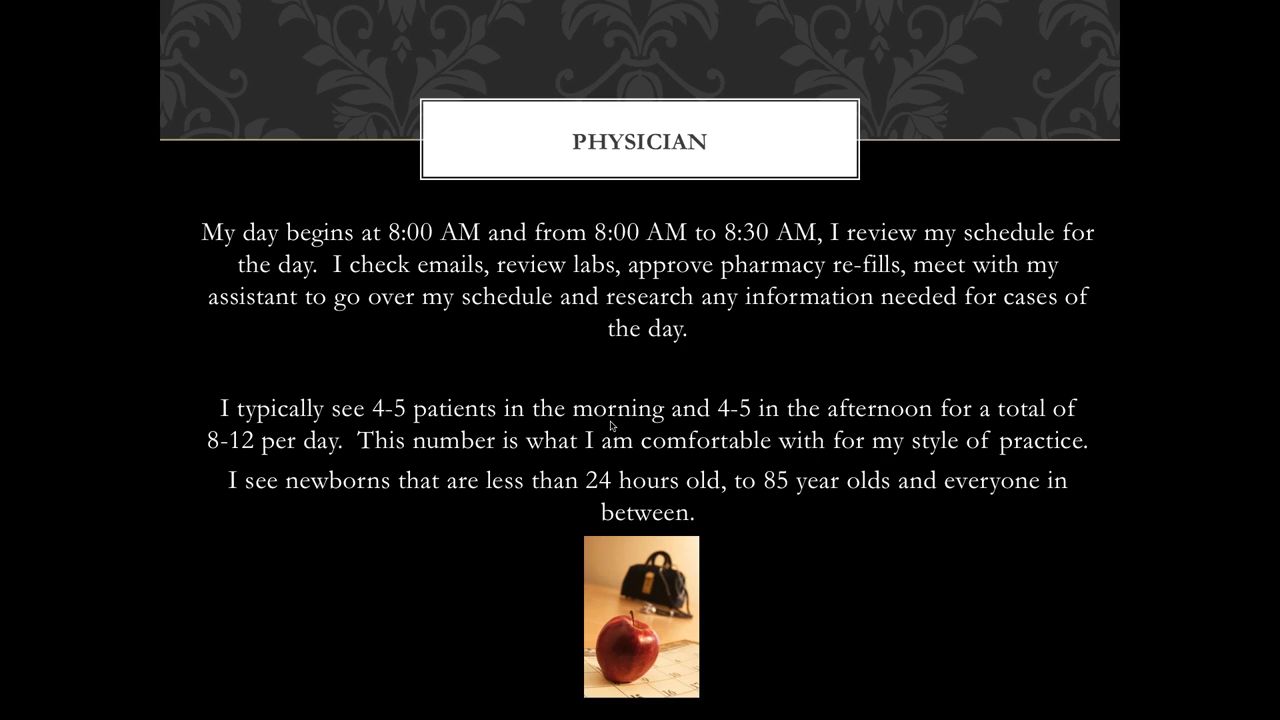 PHYSICIAN
My day begins at 8:00 AM and from 8:00 AM to 8:30 AM, I review my schedule for
the day.  I check emails, review labs, approve pharmacy re-fills, meet with my
assistant to go over my schedule and research any information needed for cases of
the day.
I typically see 4-5 patients in the morning and 4-5 in the afternoon for a total of
8-12 per day.  This number is what I am comfortable with for my style of practice.
I see newborns that are less than 24 hours old, to 85 year olds and everyone in
between.
9
16